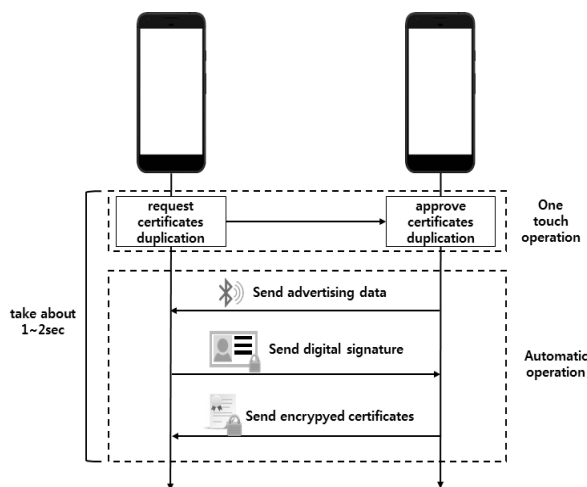 request
certificates
duplication
approve
certificates
duplication
One
touch
operation
take about
1~2sec
Send advertising data
Send digital signature
Send encrypyed certificates
Automatic
operation